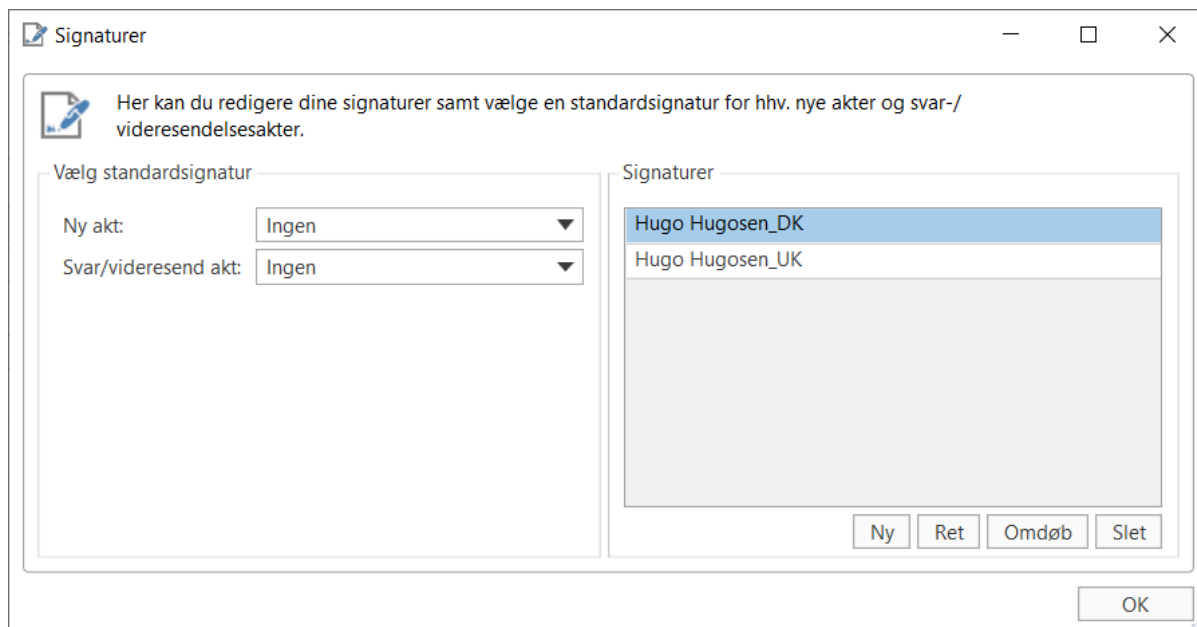 Signaturer
Her kan du redigere dine signaturer samt vælge en standardsignatur for hhv. nye akter og svar-/
videresendelsesakter.
Vælg standardsignatur
Ny akt:
Ingen
Svar/videresend akt:
Ingen
Signaturer
Hugo Hugosen_DK
Hugo Hugosen_UK
Ny
Ret
Omdøb
Slet
OK